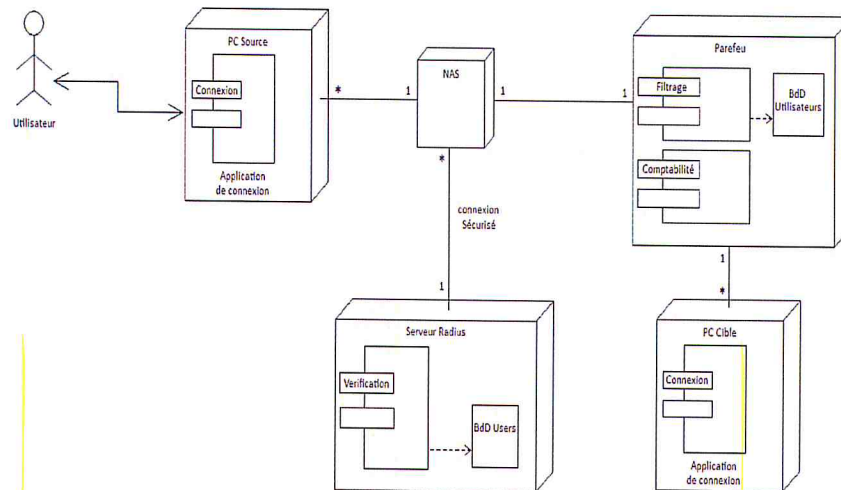 PC Source
Connexion
Application
de connexion
Utilisateur
*
1
NAS
1
1
*
Parefeu
Filtrage
BdD
Utilisateurs
Comptabilité
connexion
Sécurisé
1
1
*
Serveur Radius
Verification
BdD Users
PC Cible
Connexion
Application
de connexion